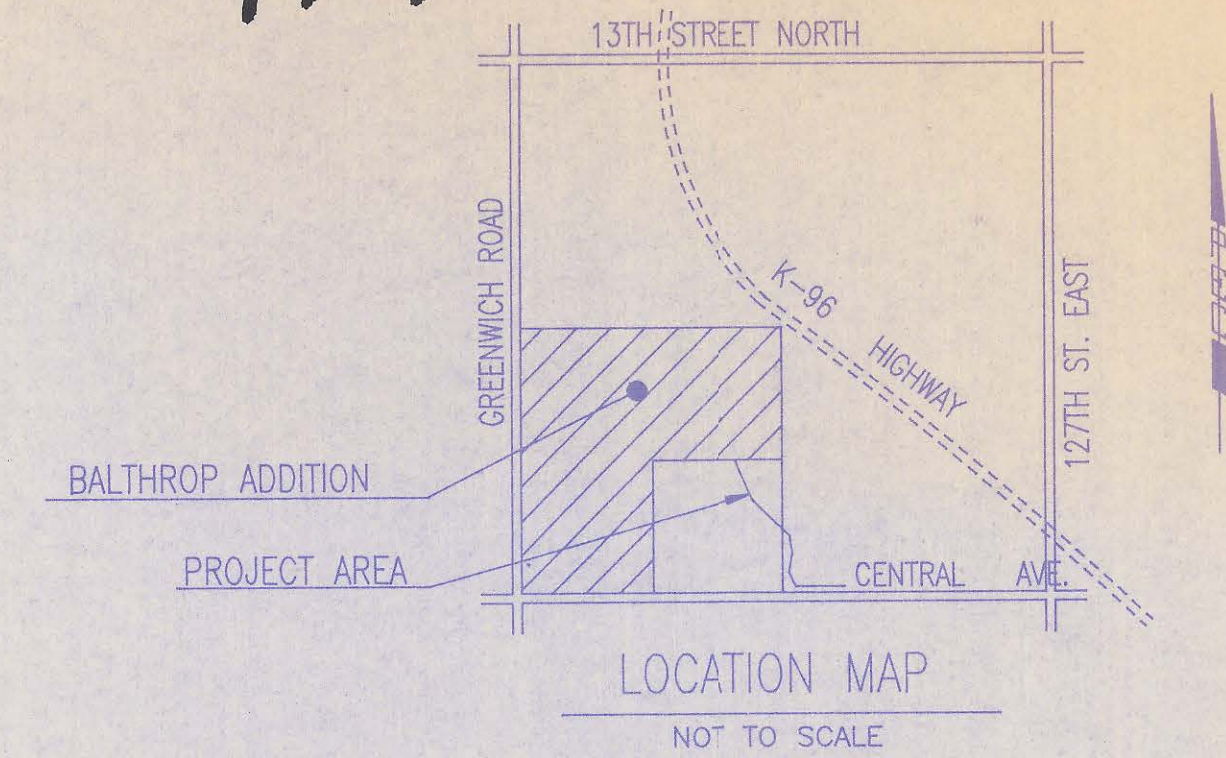 13TH STREET NORTH
GREENWICH ROAD
K-96
HIGHWAY
127TH ST. EAST
NORTH
BALTHROP ADDITION
PROJECT AREA
CENTRAL AVE.
LOCATION MAP
NOT TO SCALE